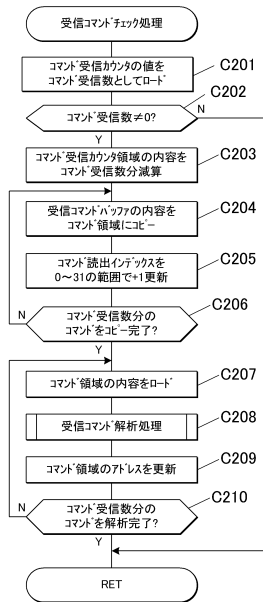 受信コマンドチェック処理
コマンド受信カウンタの値を
コマンド受信数としてロード
C201
コマンド受信数≠0?
C202
N
Y
コマンド受信カウンタ領域の内容を
コマンド受信数分減算
C203
受信コマンドバッファの内容を
コマンド領域にコピー
C204
コマンド読出インデックスを
0～31の範囲で+1更新
C205
コマンド受信数分の
コマンドをコピー完了?
C206
N
Y
コマンド領域の内容をロード
C207
受信コマンド解析処理
C208
コマンド領域のアドレスを更新
C209
コマンド受信数分の
コマンドを解析完了?
C210
N
Y
RET